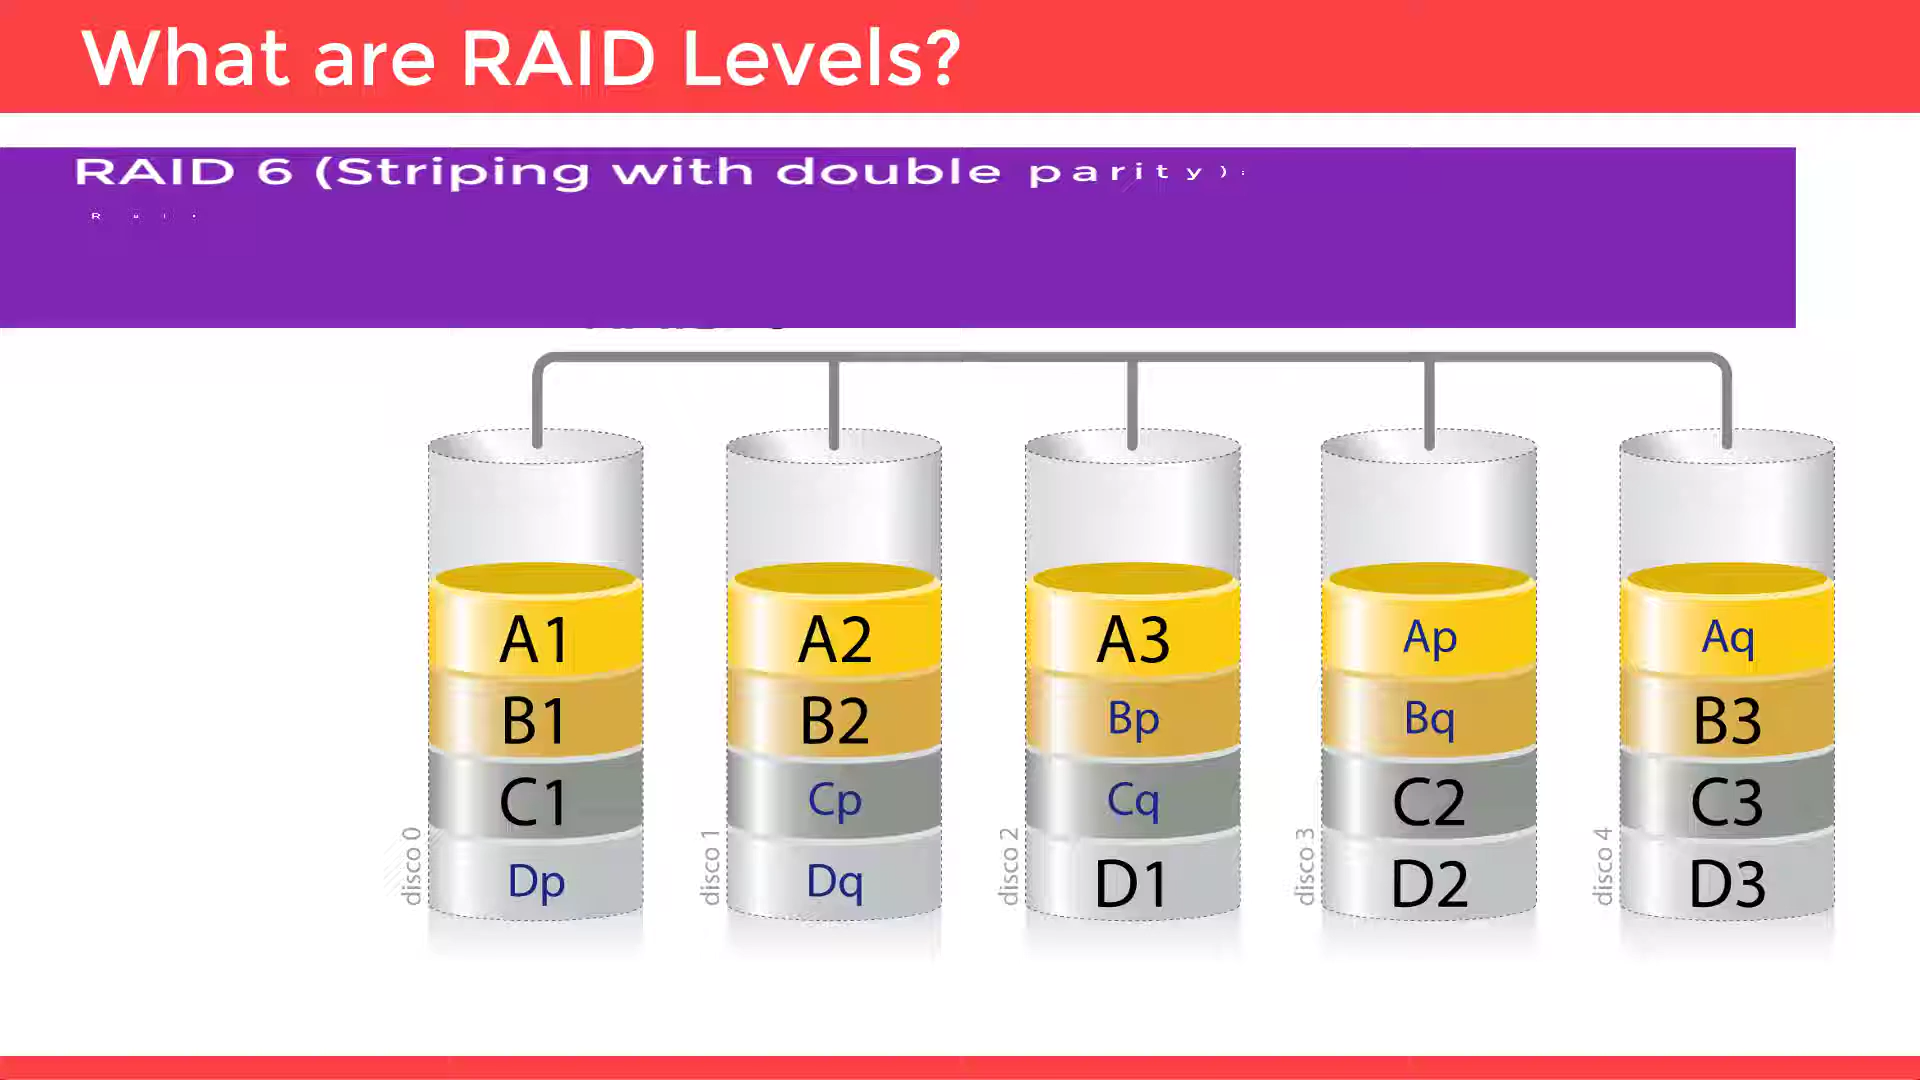 What are RAID Levels?
RAID 6 (Striping with double parity):
A1 A2 A3 Ap Aq
B1 B2 Bp Bq B3
C1 Cp Cq C2 C3
Dp Dq D1 D2 D3
disco 0 disco 1 disco 2 disco 3 disco 4